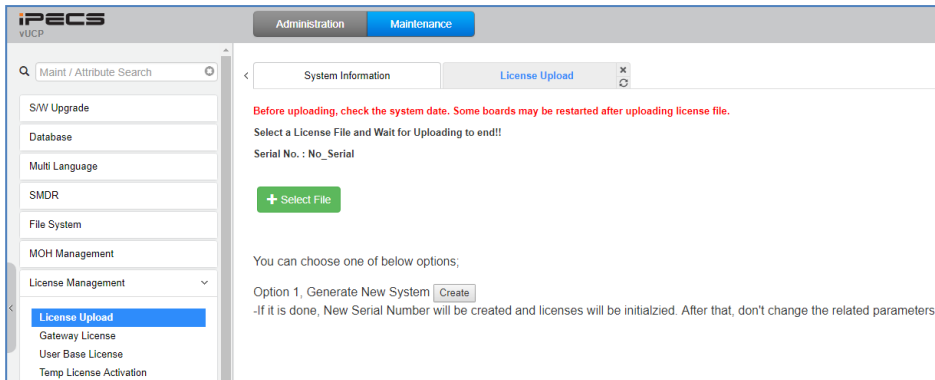 iPECS
vUCP
Administration
Maintenance
Maint / Attribute Search
S/W Upgrade
Database
Multi Language
SMDR
File System
MOH Management
License Management
License Upload
Gateway License
User Base License
Temp License Activation
System Information
License Upload
Before uploading, check the system date. Some boards may be restarted after uploading license file.
Select a License File and Wait for Uploading to end!!
Serial No. : No_Serial
+ Select File
You can choose one of below options;
Option 1, Generate New System Create
-If it is done, New Serial Number will be created and licenses will be initialzied. After that, don't change the related parameters